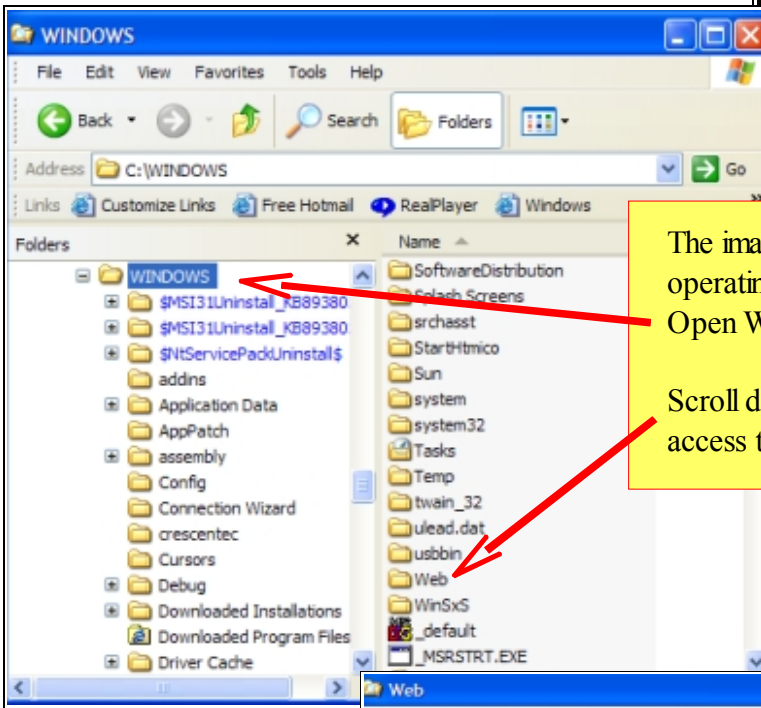 WINDOWS
File Edit View Favorites Tools Help
Back Search Folders
Address C:\WINDOWS Go
Links Customize Links Free Hotmail RealPlayer Windows
Folders
WINDOWS
$MSI31Uninstall_KB89380
$MSI31Uninstall_KB89380
$NtServicePackUninstall$
addins
Application Data
AppPatch
assembly
Config
Connection Wizard
crescentec
Cursors
Debug
Downloaded Installations
Downloaded Program Files
Driver Cache
Name
SoftwareDistribution
Splash Screens
srchasst
StartHtmico
Sun
system
system32
Tasks
Temp
twain_32
ulead.dat
usbbin
Web
WinSxS
_default
_MSRSTRT.EXE
The ima
operatin
Open W
Scroll d
access t
Web